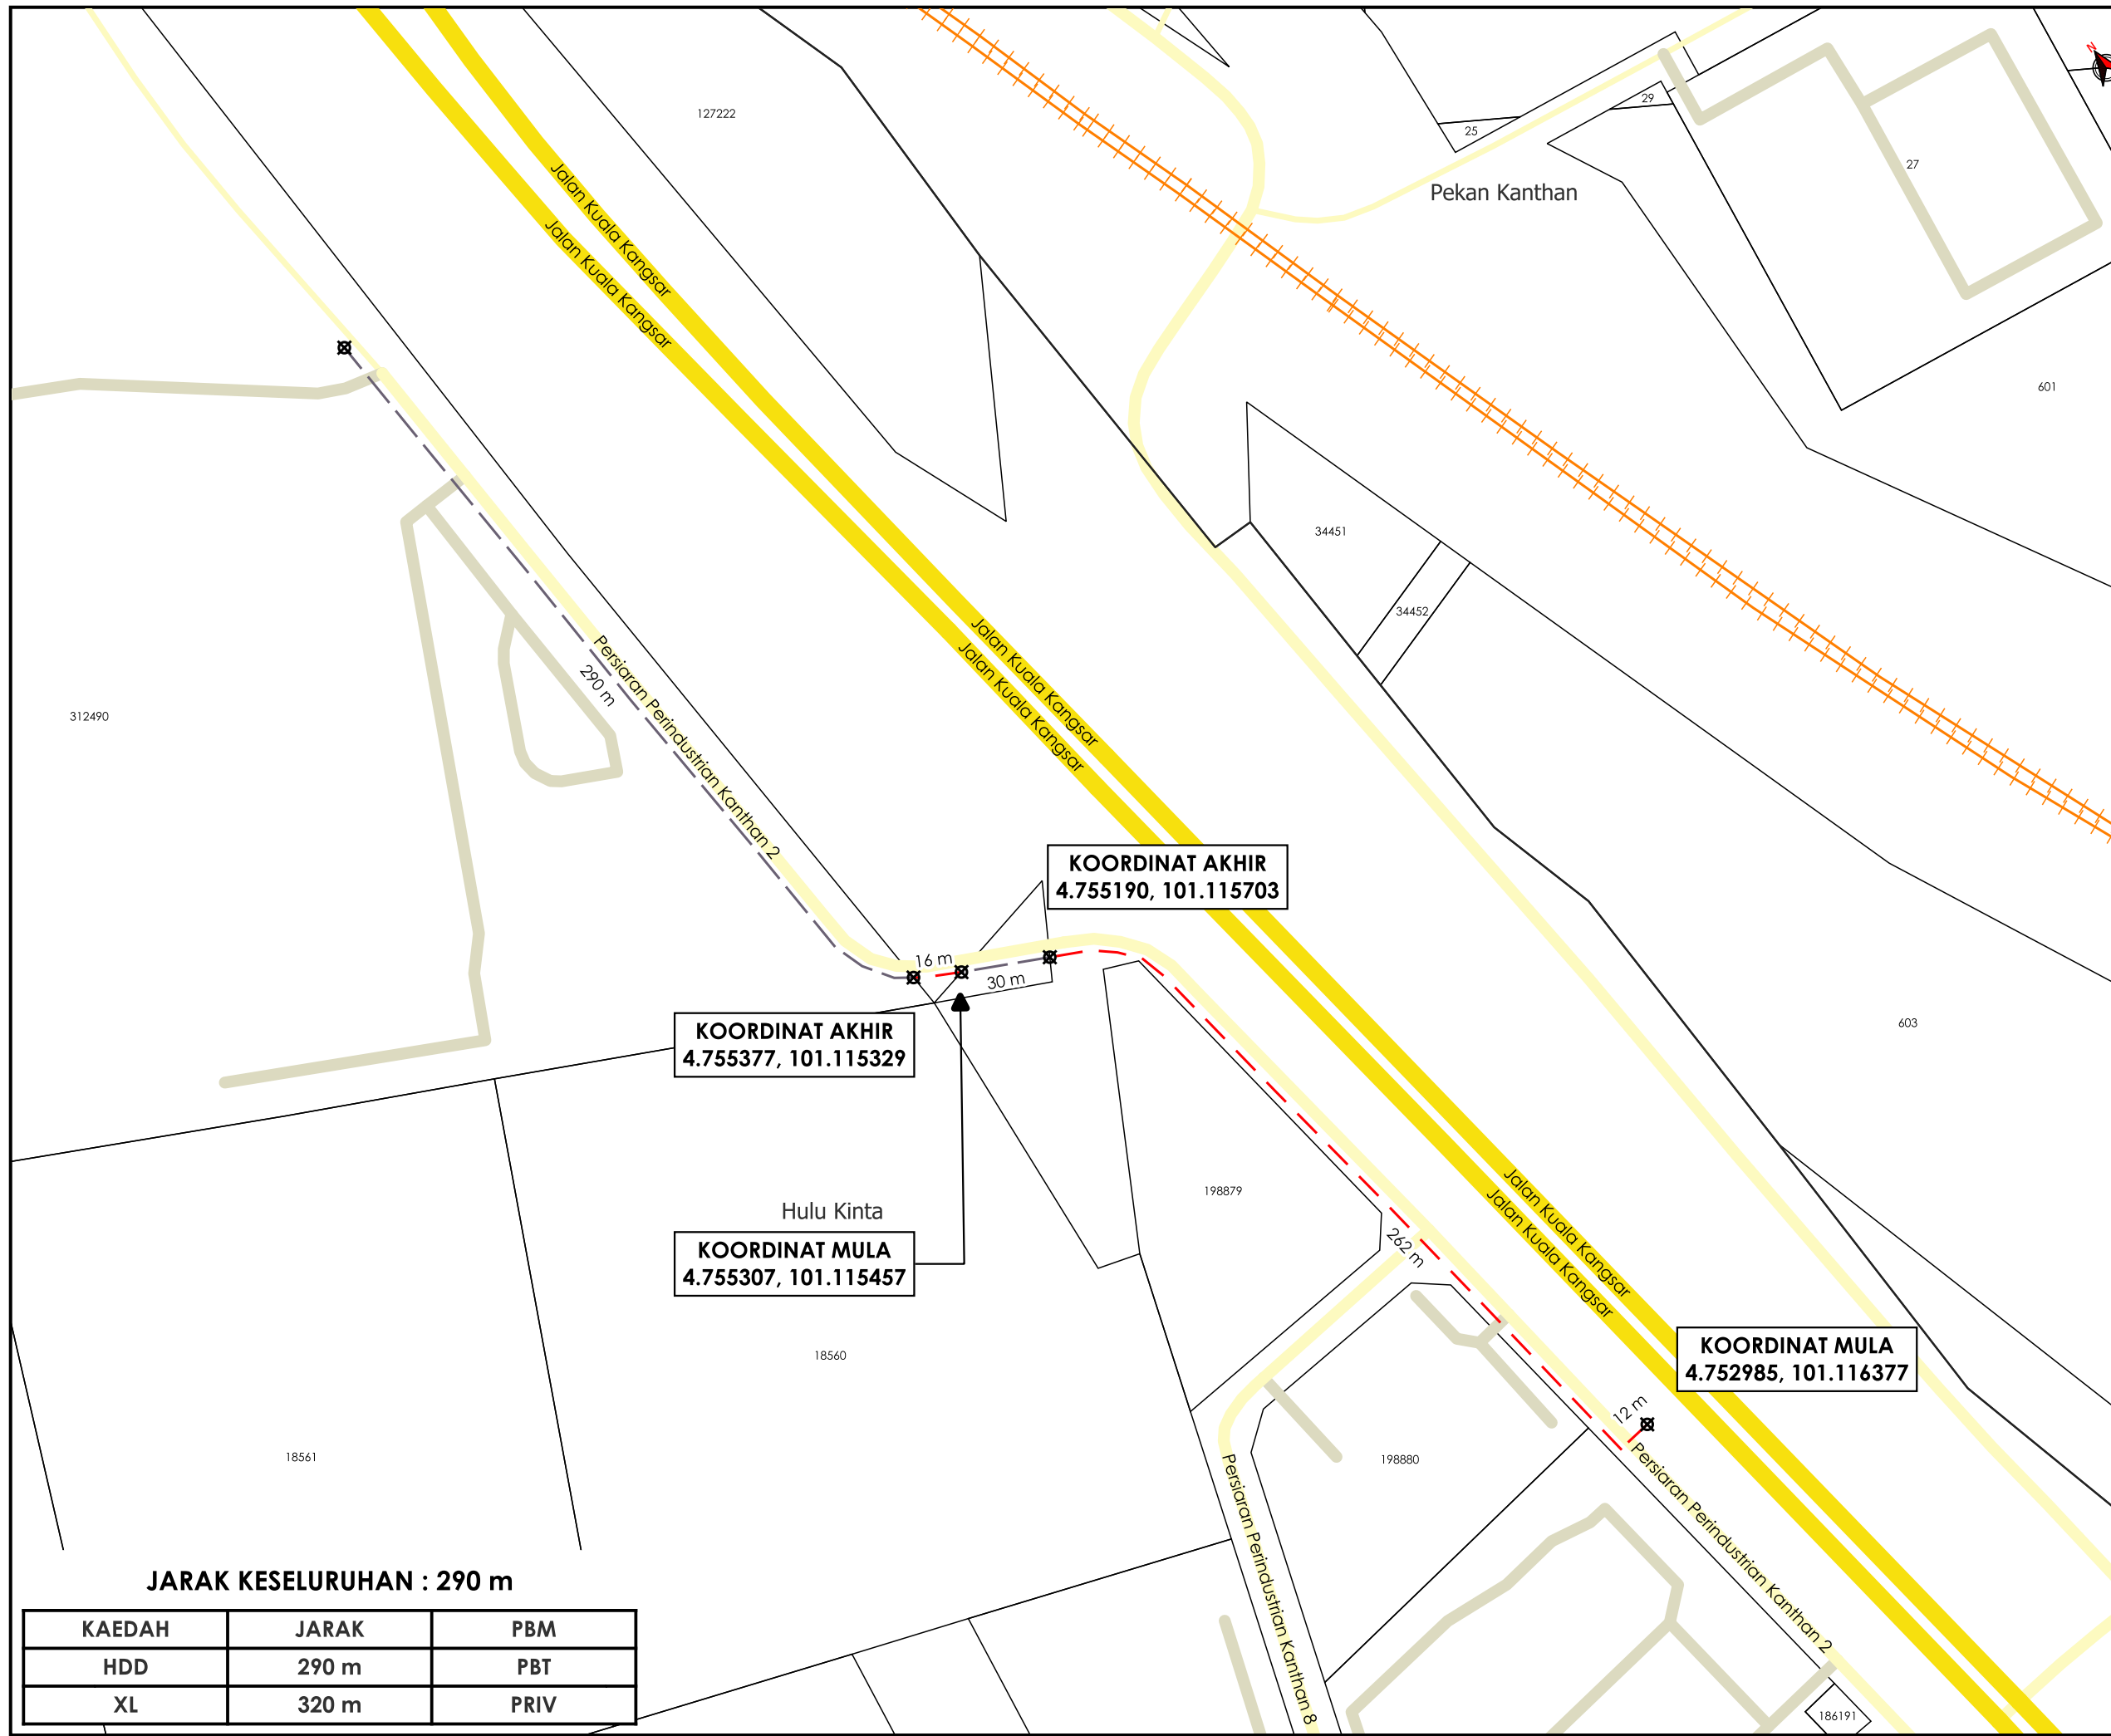 N
127222
29
25
27
Pekan Kanthan
Jalan Kuala Kangsar
Jalan Kuala Kangsar
601
34451
34452
Persiaran Perindustrian Kanthan 2
290 m
312490
Jalan Kuala Kangsar
Jalan Kuala Kangsar
KOORDINAT AKHIR
4.755190, 101.115703
16 m
30 m
KOORDINAT AKHIR
4.755377, 101.115329
603
Hulu Kinta
198879
KOORDINAT MULA
4.755307, 101.115457
262 m
Jalan Kuala Kangsar
Jalan Kuala Kangsar
KOORDINAT MULA
4.752985, 101.116377
18560
12 m
18561
198880
Persiaran Perindustrian Kanthan 8
Persiaran Perindustrian Kanthan 2
186191
JARAK KESELURUHAN : 290 m
KAEDAH JARAK PBM
HDD 290 m PBT
XL 320 m PRIV